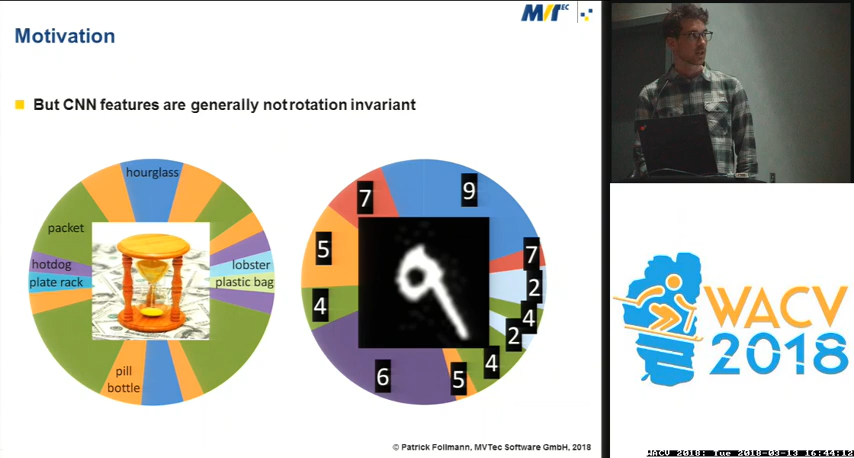 MVTEC
Motivation
But CNN features are generally not rotation invariant
hourglass
packet
hotdog
plate rack
lobster
plastic bag
pill
bottle
9
7
5
4
6
5
4
2
4
2
7
© Patrick Follmann, MVTec Software GmbH, 2018
WACV
2018
WACV 2018: Tue 2018-03-13 16:44:12